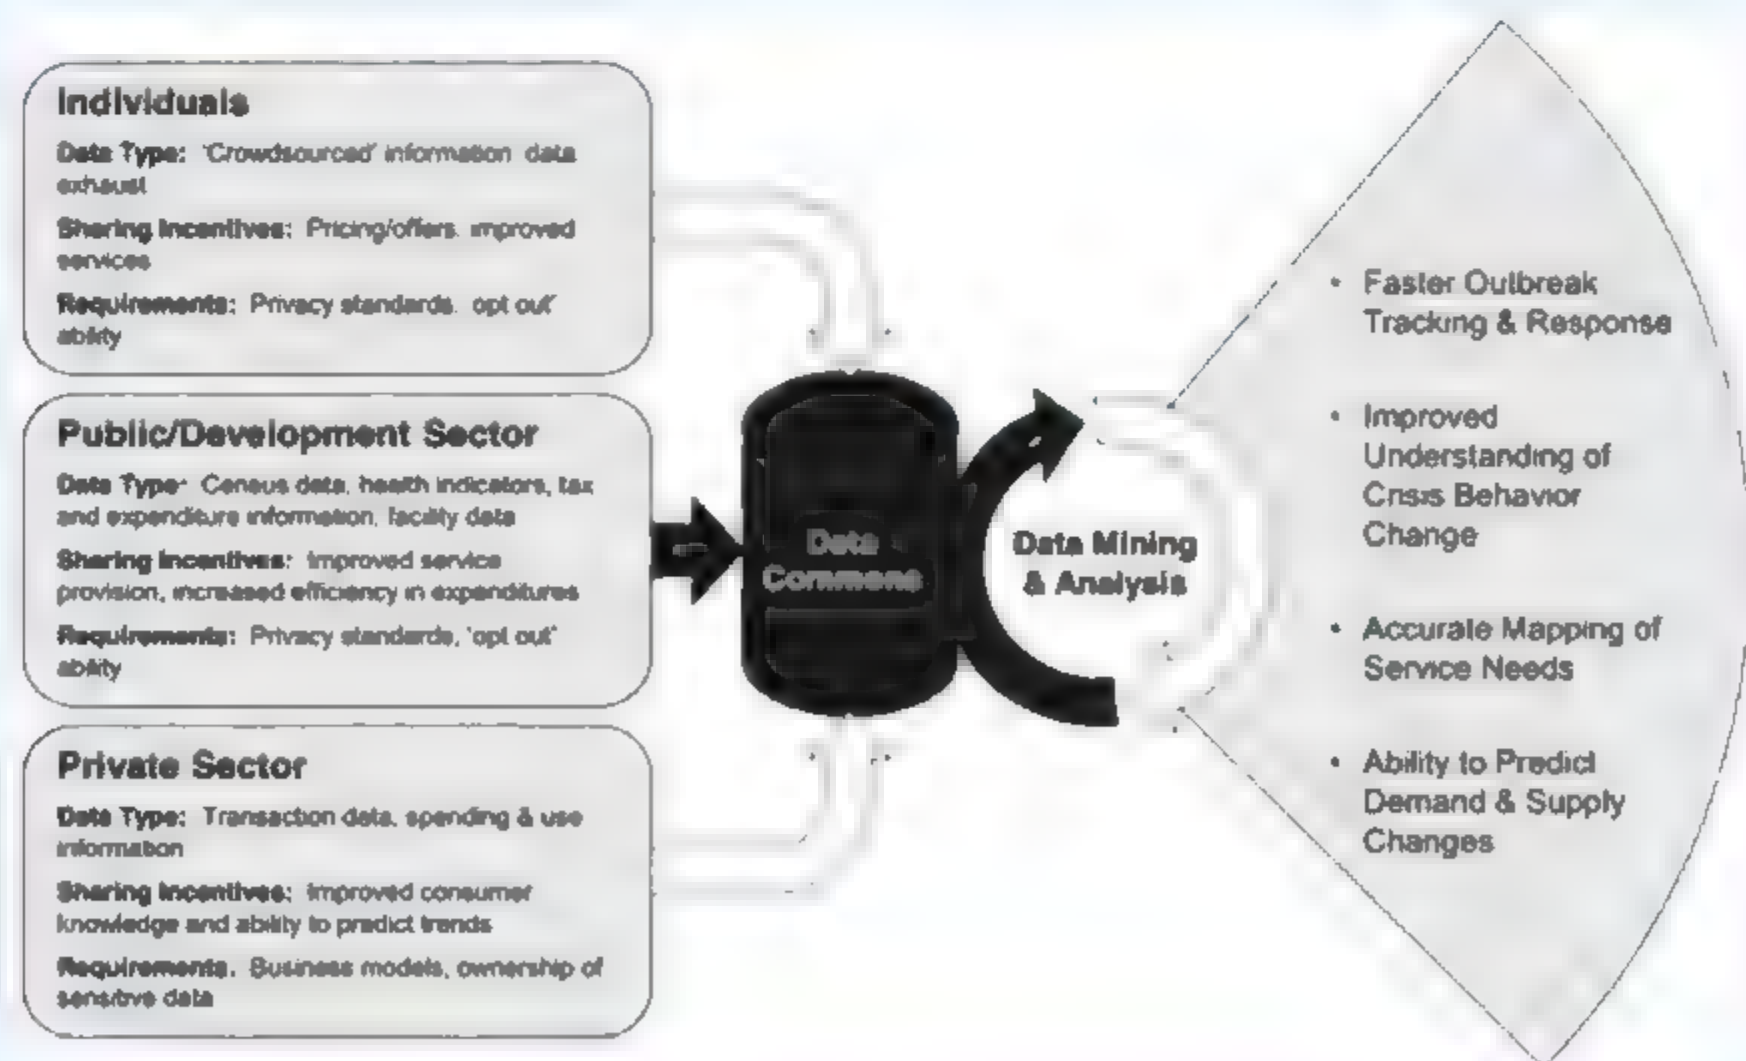 Individuals
Data Type: 'Crowdsourced' information, data
exhaust
Sharing Incentives: Pricing/offers, improved
services
Requirements: Privacy standards, 'opt out'
ability
Public/Development Sector
Data Type: Census data, health indicators, tax
and expenditure information, facility data
Sharing Incentives: Improved service
provision, increased efficiency in expenditures
Requirements: Privacy standards, 'opt out'
ability
Private Sector
Data Type: Transaction data, spending & use
information
Sharing Incentives: Improved consumer
knowledge and ability to predict trends
Requirements: Business models, ownership of
sensitive data
Data
Commons
Data Mining
& Analysis
• Faster Outbreak
Tracking & Response
• Improved
Understanding of
Crisis Behavior
Change
• Accurate Mapping of
Service Needs
• Ability to Predict
Demand & Supply
Changes